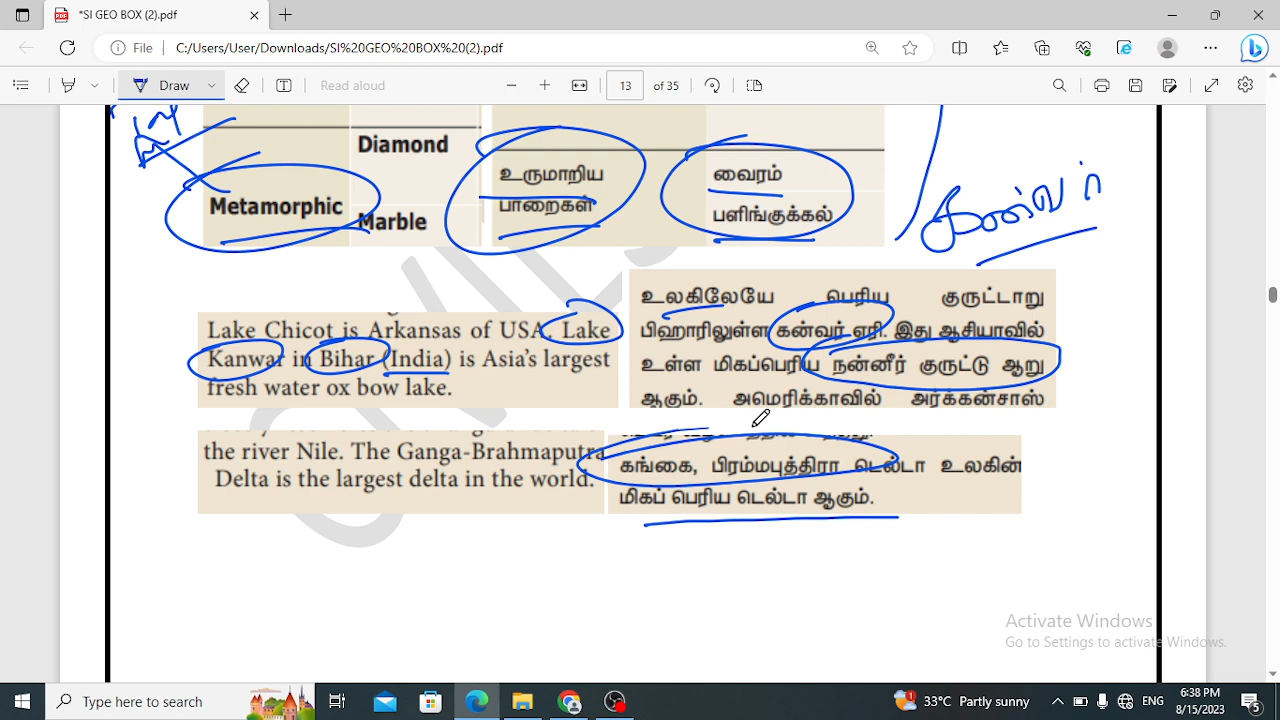 *SI GEO BOX (2).pdf
File C:/Users/User/Downloads/SI%20GEO%20BOX%20(2).pdf
Draw Read aloud 13 of 35
Diamond
Metamorphic
Marble
உருமாறிய
பாறைகள்
வைரம்
பளிங்குக்கல்
Lake Chicot is Arkansas of USA. Lake
Kanwar in Bihar (India) is Asia's largest
fresh water ox bow lake.
உலகிலேயே பெரிய குருட்டாறு
பிஹாரிலுள்ள கன்வர் ஏரி. இது ஆசியாவில்
உள்ள மிகப்பெரிய நன்னீர் குருட்டு ஆறு
ஆகும். அமெரிக்காவில் அர்க்கன்சாஸ்
the river Nile. The Ganga-Brahmaputra
Delta is the largest delta in the world.
கங்கை, பிரம்மபுத்திரா டெல்டா உலகின்
மிகப் பெரிய டெல்டா ஆகும்.
Activate Windows
Go to Settings to activate Windows.
Type here to search
33°C Partly sunny
ENG
6:38 PM
8/15/2023